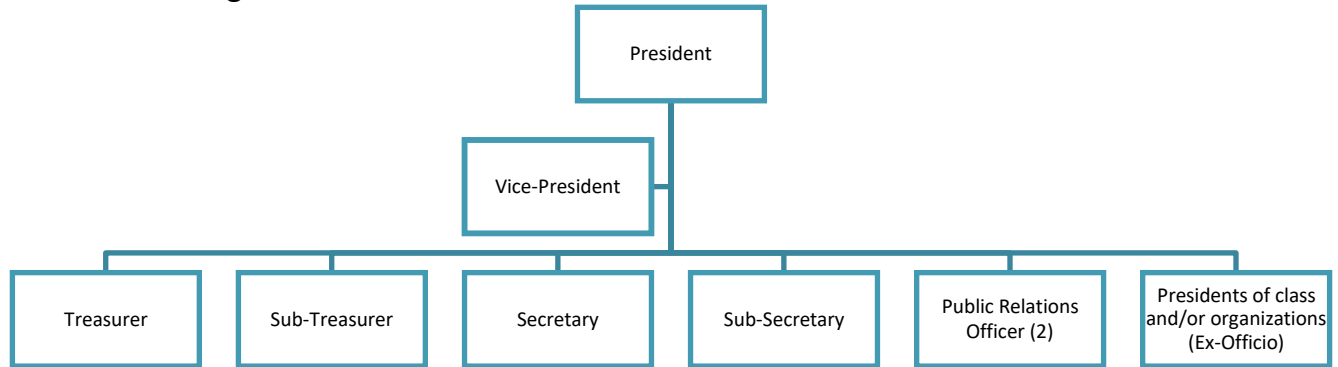 President
Vice-President
Treasurer
Sub-Treasurer
Secretary
Sub-Secretary
Public Relations
Officer (2)
Presidents of class
and/or organizations
(Ex-Officio)